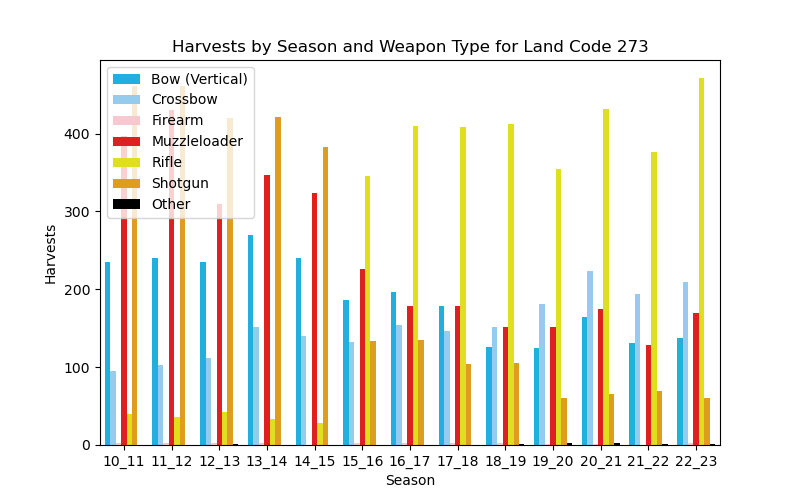 Harvests by Season and Weapon Type for Land Code 273
Bow (Vertical)
Crossbow
Firearm
Muzzleloader
Rifle
Shotgun
Other
400
300
200
100
0
Harvests
10_11 11_12 12_13 13_14 14_15 15_16 16_17 17_18 18_19 19_20 20_21 21_22 22_23
Season